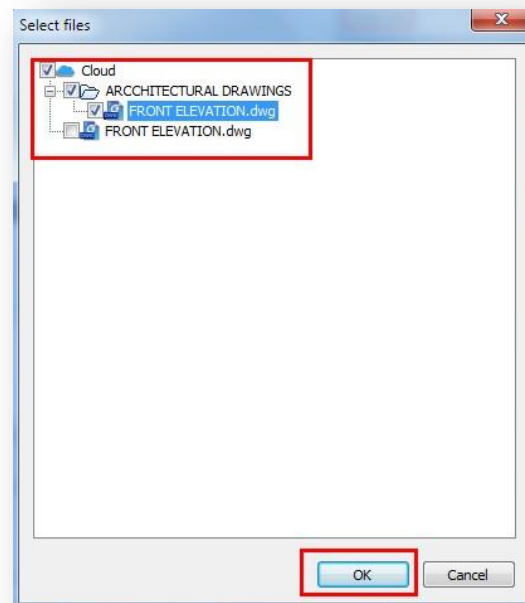 Select files
Cloud
ARCCHITECTURAL DRAWINGS
FRONT ELEVATION.dwg
FRONT ELEVATION.dwg
OK
Cancel